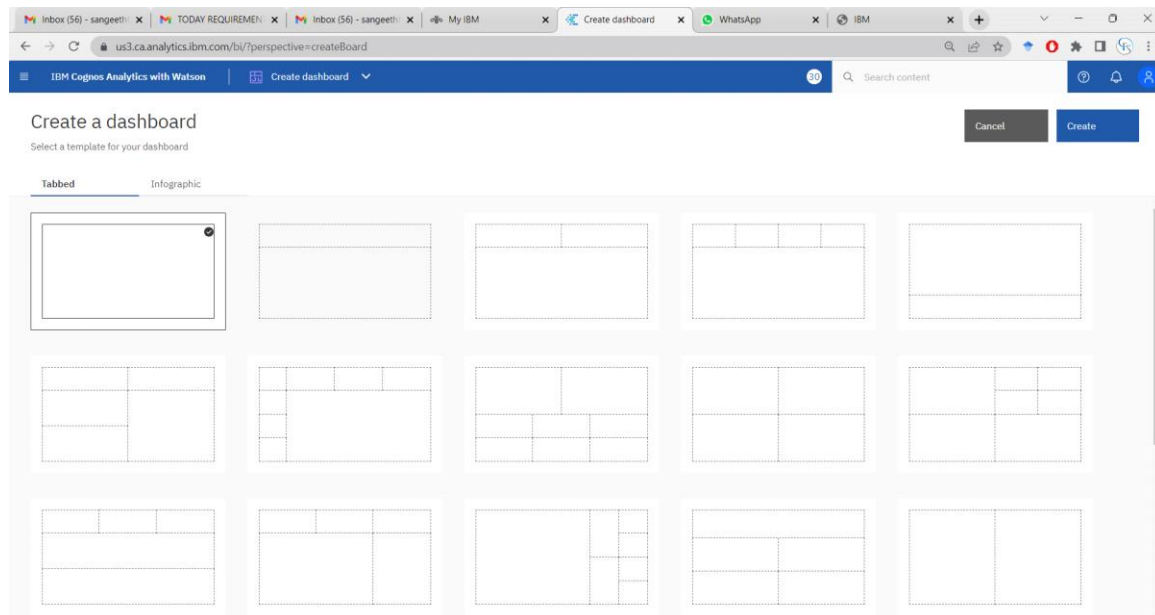 Inbox (56) - sangeeth
TODAY REQUIREMEN
Inbox (56) - sangeeth
My IBM
Create dashboard
WhatsApp
IBM
us3.ca.analytics.ibm.com/bi/?perspective=createBoard
IBM Cognos Analytics with Watson
Create dashboard
30
Search content
Create a dashboard
Cancel
Create
Select a template for your dashboard
Tabbed
Infographic